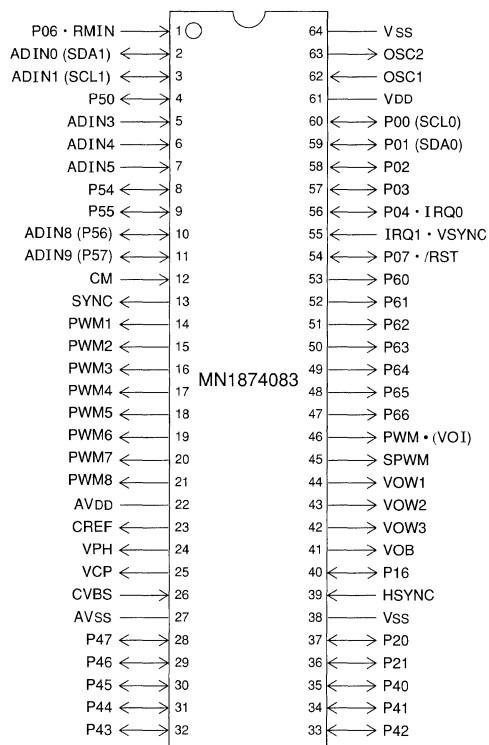 P06・RMIN 1 64 VSS
ADIN0 (SDA1) 2 63 OSC2
ADIN1 (SCL1) 3 62 OSC1
P50 4 61 VDD
ADIN3 5 60 P00 (SCL0)
ADIN4 6 59 P01 (SDA0)
ADIN5 7 58 P02
P54 8 57 P03
P55 9 56 P04・IRQ0
ADIN8 (P56) 10 55 IRQ1・VSYNC
ADIN9 (P57) 11 54 P07・/RST
CM 12 53 P60
SYNC 13 52 P61
PWM1 14 51 P62
PWM2 15 50 P63
PWM3 16 49 P64
MN1874083
PWM4 17 48 P65
PWM5 18 47 P66
PWM6 19 46 PWM・(VOI)
PWM7 20 45 SPWM
PWM8 21 44 VOW1
AVDD 22 43 VOW2
CREF 23 42 VOW3
VPH 24 41 VOB
VCP 25 40 P16
CVBS 26 39 HSYNC
AVSS 27 38 VSS
P47 28 37 P20
P46 29 36 P21
P45 30 35 P40
P44 31 34 P41
P43 32 33 P42